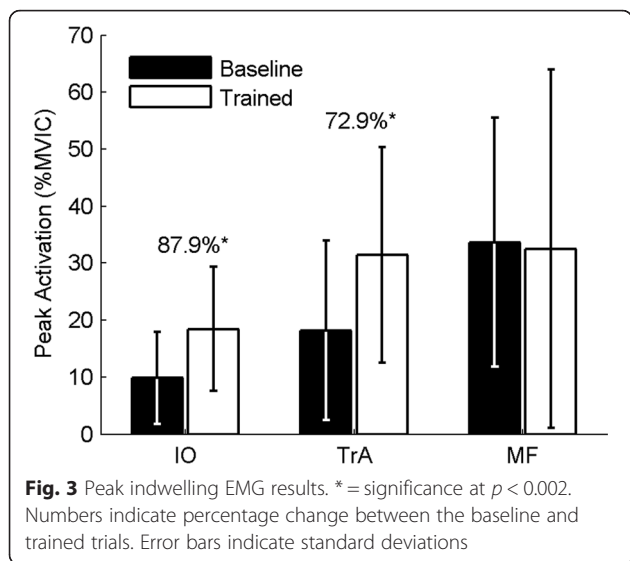 70
60
50
40
30
20
10
0
Peak Activation (%MVIC)
Baseline
Trained
87.9%*
72.9%*
IO TrA MF
Fig. 3 Peak indwelling EMG results. * = significance at p < 0.002.
Numbers indicate percentage change between the baseline and
trained trials. Error bars indicate standard deviations